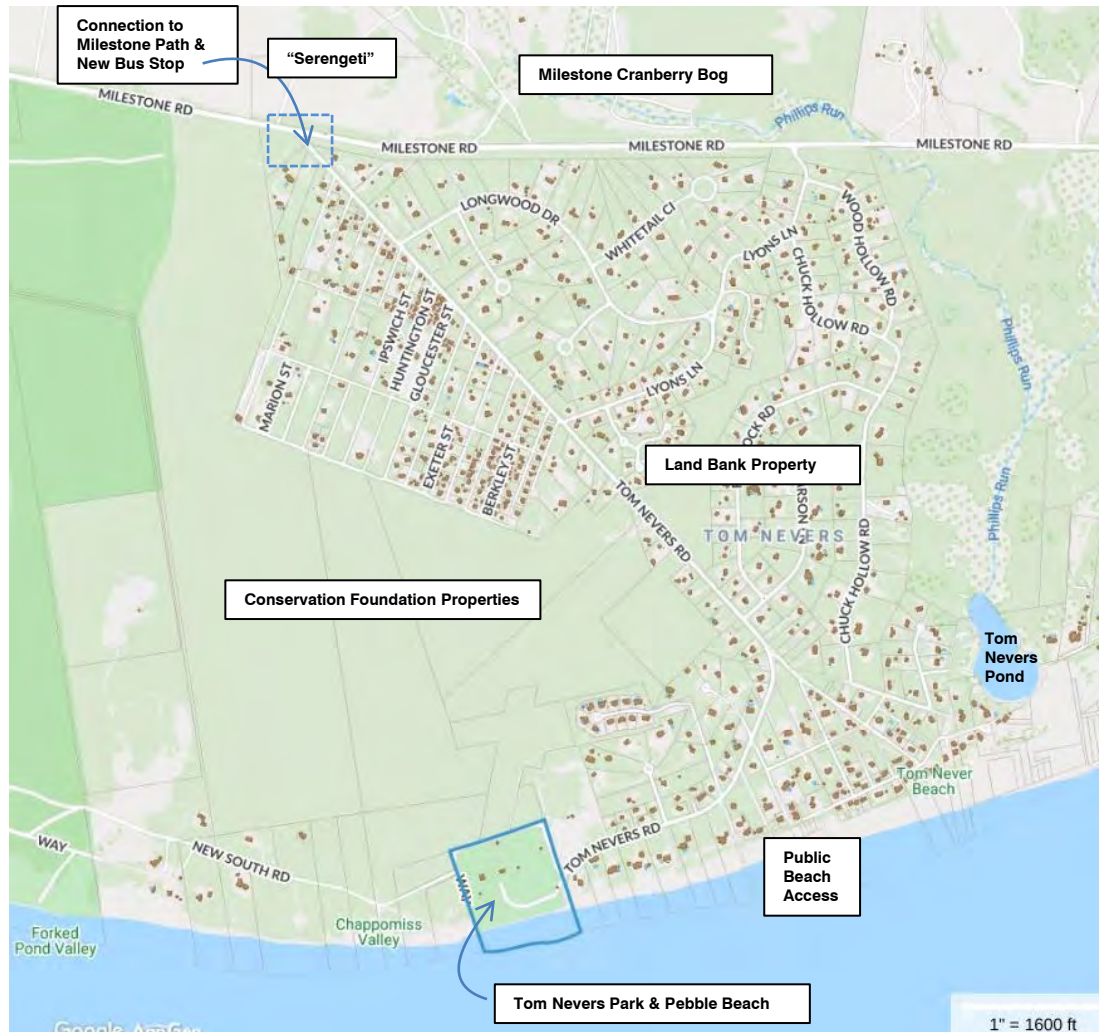 Connection to
Milestone Path &
New Bus Stop
“Serengeti”
Milestone Cranberry Bog
MILESTONE RD
MILESTONE RD
MILESTONE RD
MILESTONE RD
Phillips Run
LONGWOOD DR
WHITETAIL CI
LYONS LN
WOOD HOLLOW RD
CHUCK HOLLOW RD
IPSWICH ST
HUNTINGTON ST
GLOUCESTER ST
MARION ST
EXETER ST
BERKLEY ST
LYONS LN
Phillips Run
Phillips Run
Land Bank Property
TOM NEVERS RD
TOM NEVERS
CHUCK HOLLOW RD
Conservation Foundation Properties
Tom
Nevers
Pond
Tom Never
Beach
WAY
NEW SOUTH RD
WAY
TOM NEVERS RD
Public
Beach
Access
Forked
Pond Valley
Chappomiss
Valley
Tom Nevers Park & Pebble Beach
Google AppGeo
1" = 1600 ft